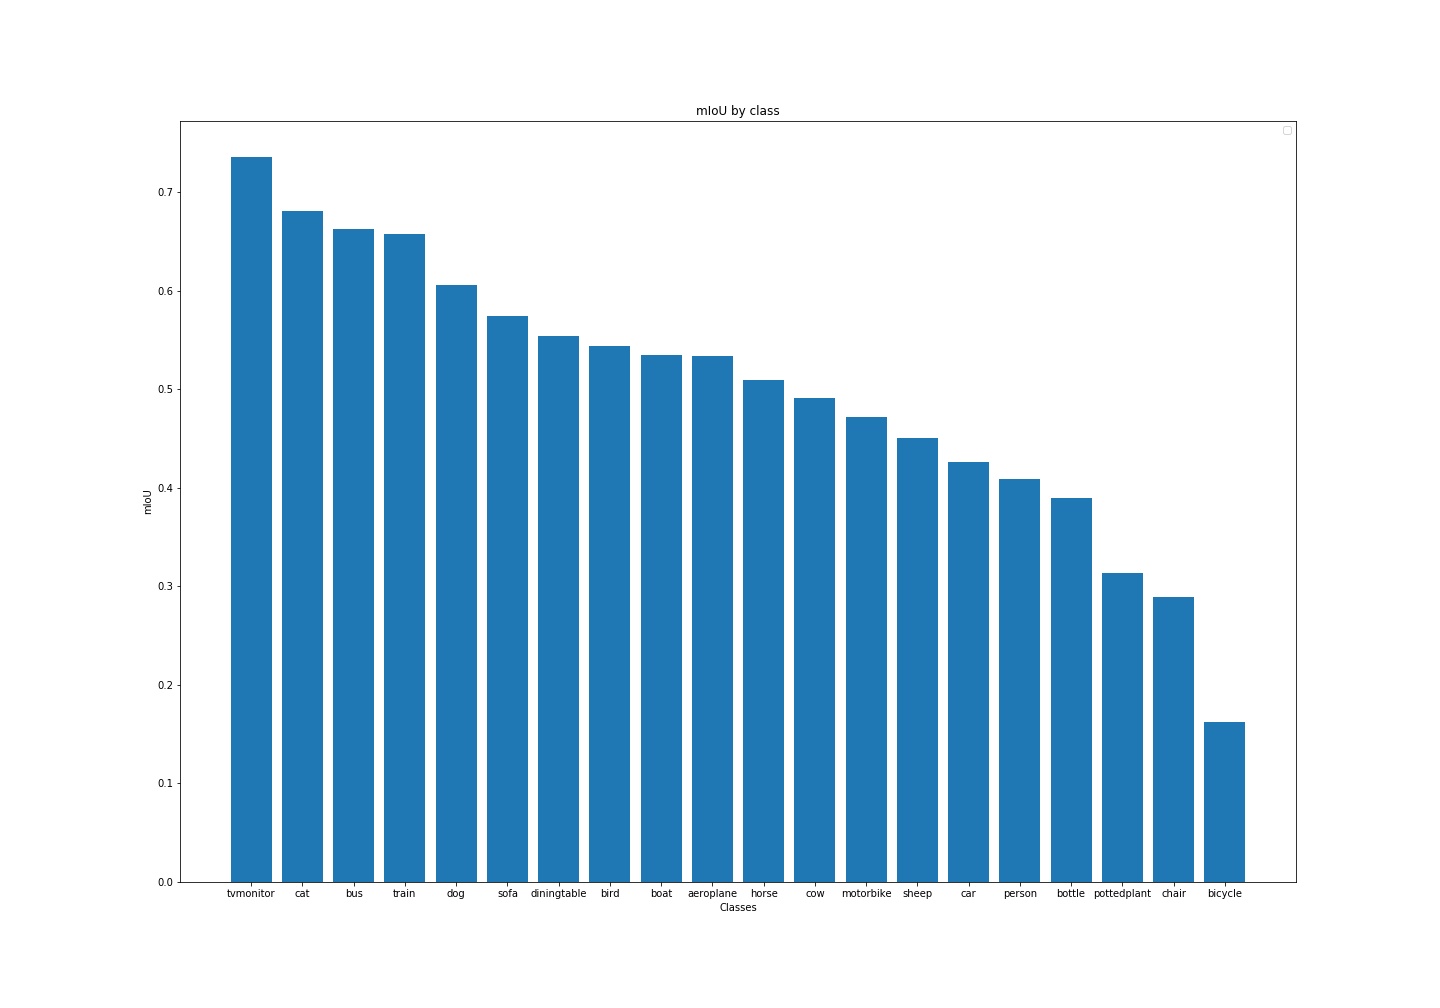 mIoU by class
0.7
0.6
0.5
0.4
0.3
0.2
0.1
0.0
mIoU
tvmonitor cat bus train dog sofa diningtable bird boat aeroplane horse cow motorbike sheep car person bottle pottedplant chair bicycle
Classes